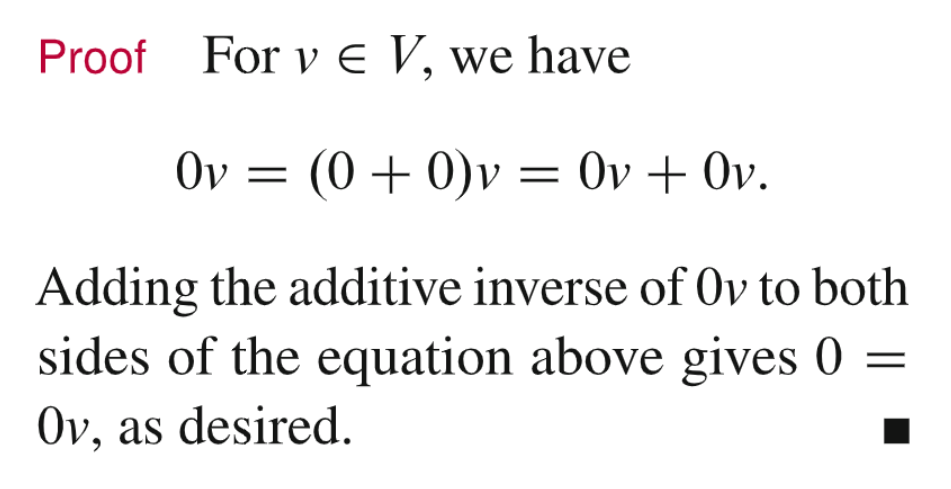 Proof For v ∈ V, we have
0v = (0 + 0)v = 0v + 0v.
Adding the additive inverse of 0v to both
sides of the equation above gives 0 =
0v, as desired. ■